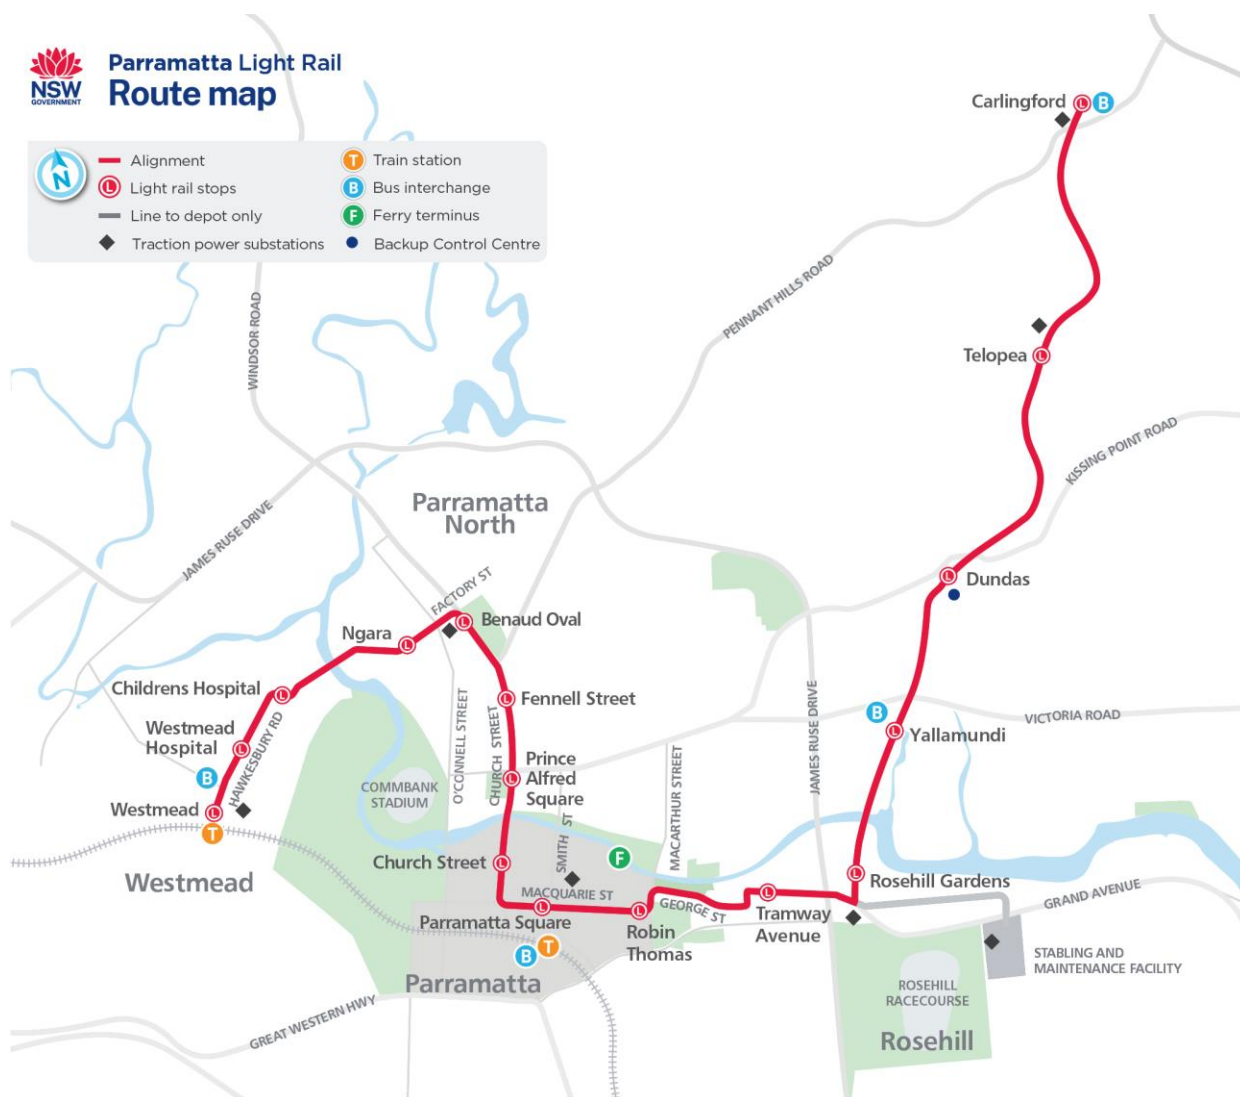 Parramatta Light Rail
Route map
NSW
GOVERNMENT
N
Alignment
L Light rail stops
Line to depot only
Traction power substations
T Train station
B Bus interchange
F Ferry terminus
Backup Control Centre
Carlingford L B
WINDSOR ROAD
PENNANT HILLS ROAD
Telopea L
KISSING POINT ROAD
JAMES RUSE DRIVE
Parramatta
North
FACTORY ST
L Dundas
Ngara L
L Benaud Oval
Childrens Hospital L
L Fennell Street
Westmead
Hospital L
HAWKESBURY RD
O'CONNELL STREET
CHURCH STREET
JAMES RUSE DRIVE
VICTORIA ROAD
B
L Yallamundi
B
Prince
L Alfred
Square
COMMBANK
STADIUM
MACARTHUR STREET
SMITH ST
Westmead L
T
Westmead
Church Street L
F
MACQUARIE ST
GEORGE ST
L Rosehill Gardens
GRAND AVENUE
L
Parramatta Square
L
Robin
Thomas
L
Tramway
Avenue
B T
Parramatta
GREAT WESTERN HWY
STABLING AND
MAINTENANCE FACILITY
ROSEHILL
RACECOURSE
Rosehill